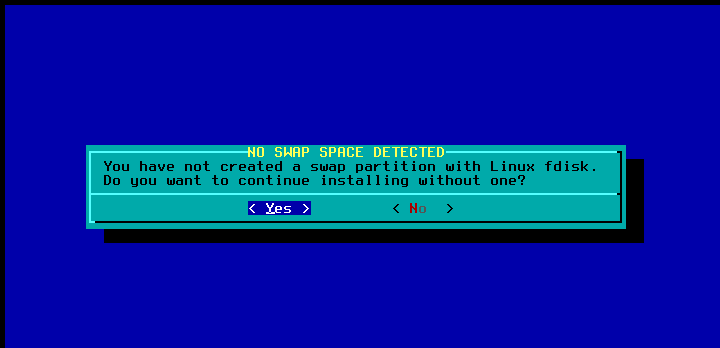 NO SWAP SPACE DETECTED
You have not created a swap partition with Linux fdisk.
Do you want to continue installing without one?
< Yes > < No >